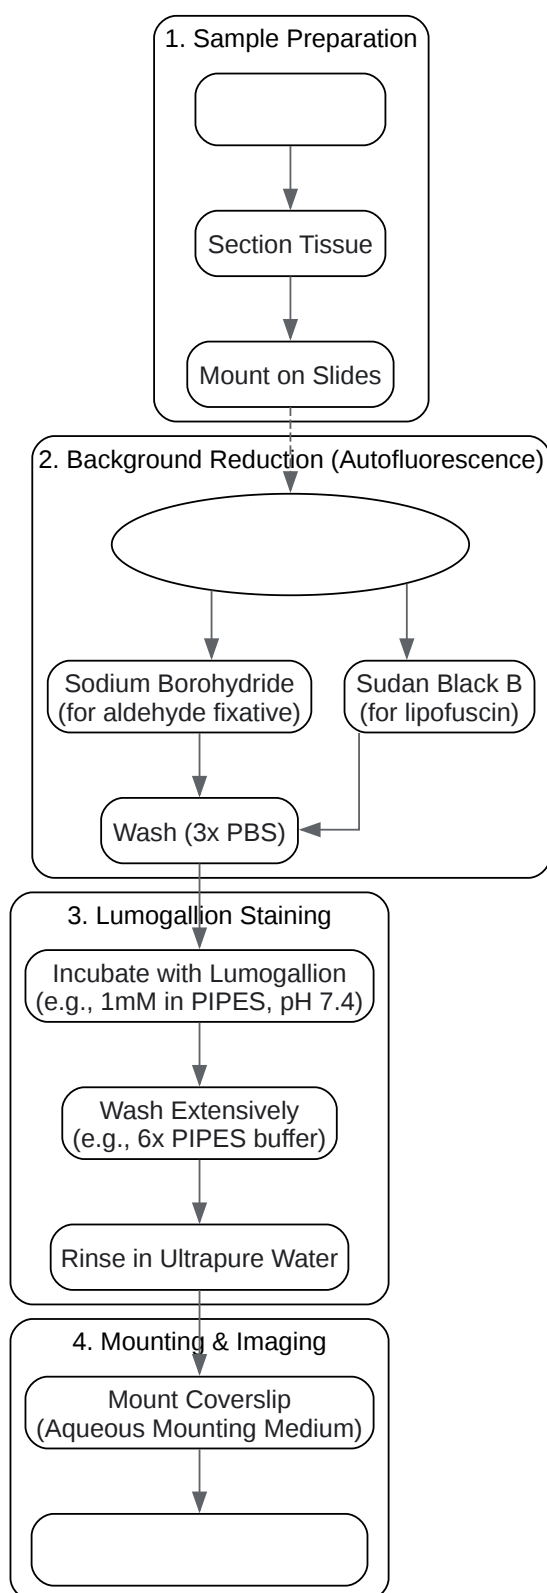 1. Sample Preparation
Section Tissue
Mount on Slides
2. Background Reduction (Autofluorescence)
Sodium Borohydride
(for aldehyde fixative)
Sudan Black B
(for lipofuscin)
Wash (3x PBS)
3. Lumogallion Staining
Incubate with Lumogallion
(e.g., 1mM in PIPES, pH 7.4)
Wash Extensively
(e.g., 6x PIPES buffer)
Rinse in Ultrapure Water
4. Mounting & Imaging
Mount Coverslip
(Aqueous Mounting Medium)